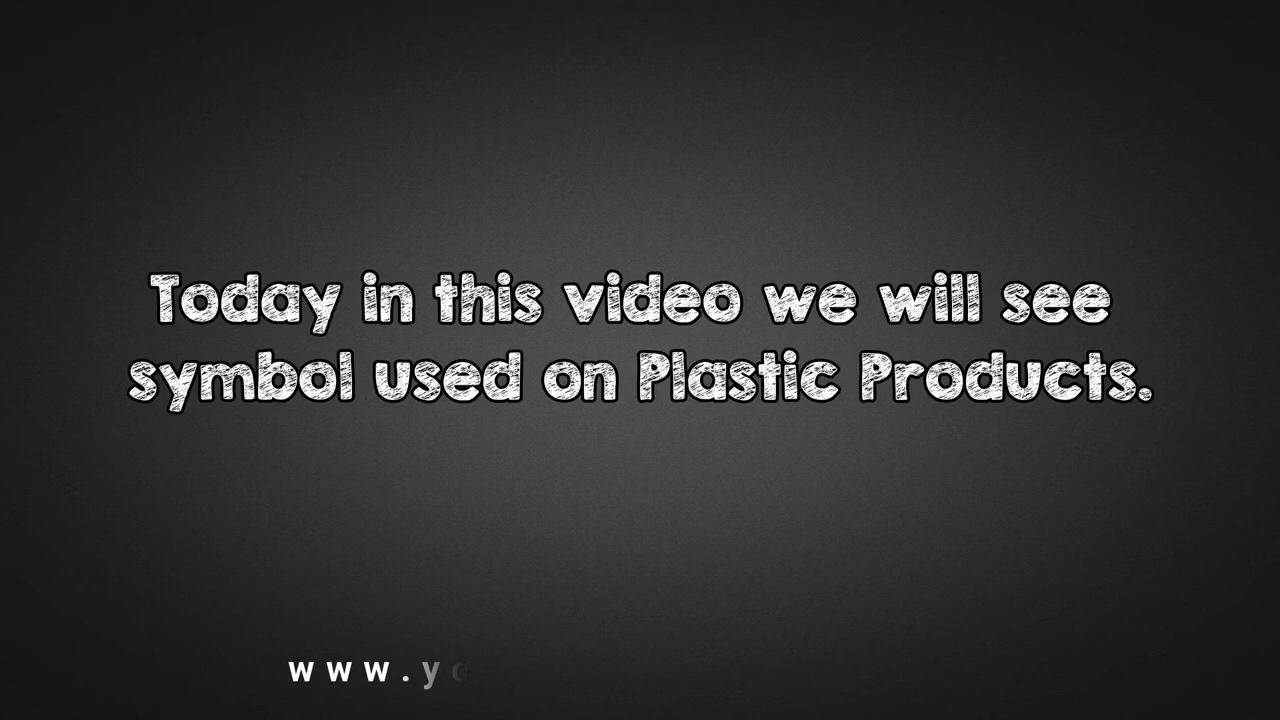 Today in this video we will see
symbol used on Plastic Products.
www.y